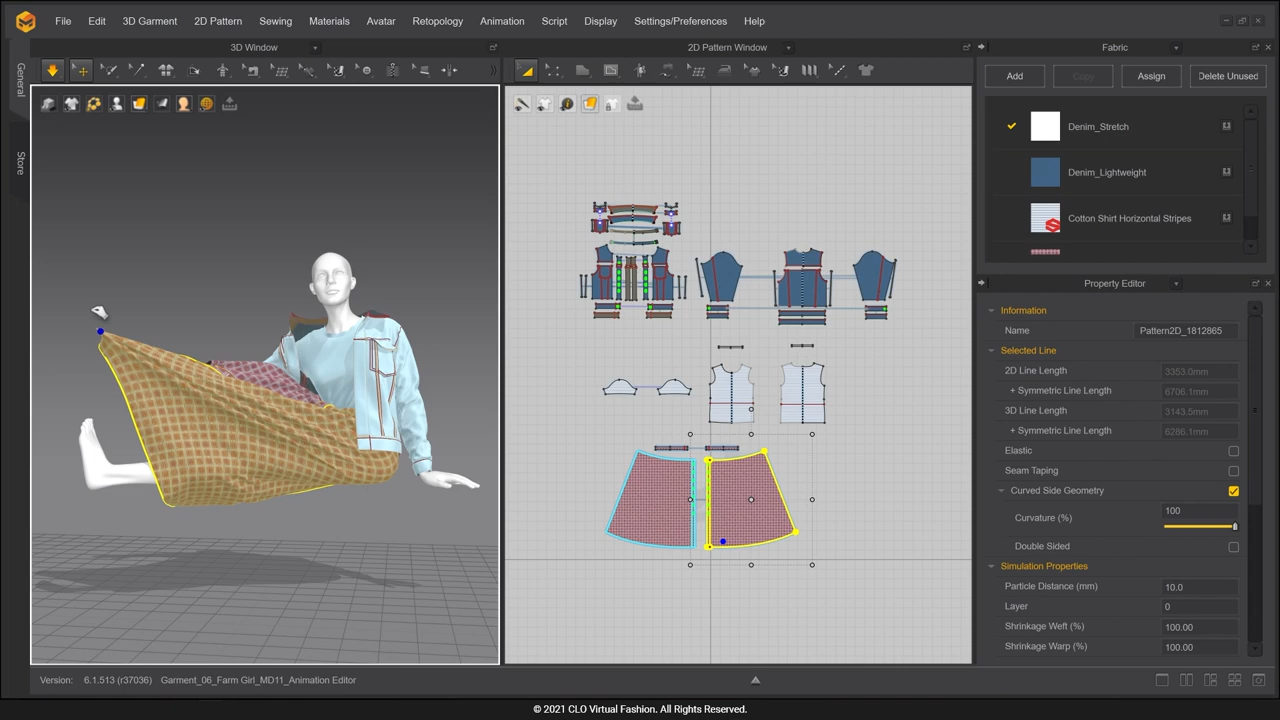 File Edit 3D Garment 2D Pattern Sewing Materials Avatar Retopology Animation Script Display Settings/Preferences Help
General
Store
3D Window
2D Pattern Window
Fabric
Add Copy Assign Delete Unused
Denim_Stretch
Denim_Lightweight
Cotton Shirt Horizontal Stripes
Property Editor
Information
Name Pattern2D_1812865
Selected Line
2D Line Length 3353.0mm
+ Symmetric Line Length 6706.1mm
3D Line Length 3143.5mm
+ Symmetric Line Length 6286.1mm
Elastic
Seam Taping
Curved Side Geometry
Curvature (%) 100
Double Sided
Simulation Properties
Particle Distance (mm) 10.0
Layer 0
Shrinkage Weft (%) 100.00
Shrinkage Warp (%) 100.00
Version: 6.1.513 (r37036) Garment_06_Farm Girl_MD11_Animation Editor
© 2021 CLO Virtual Fashion. All Rights Reserved.